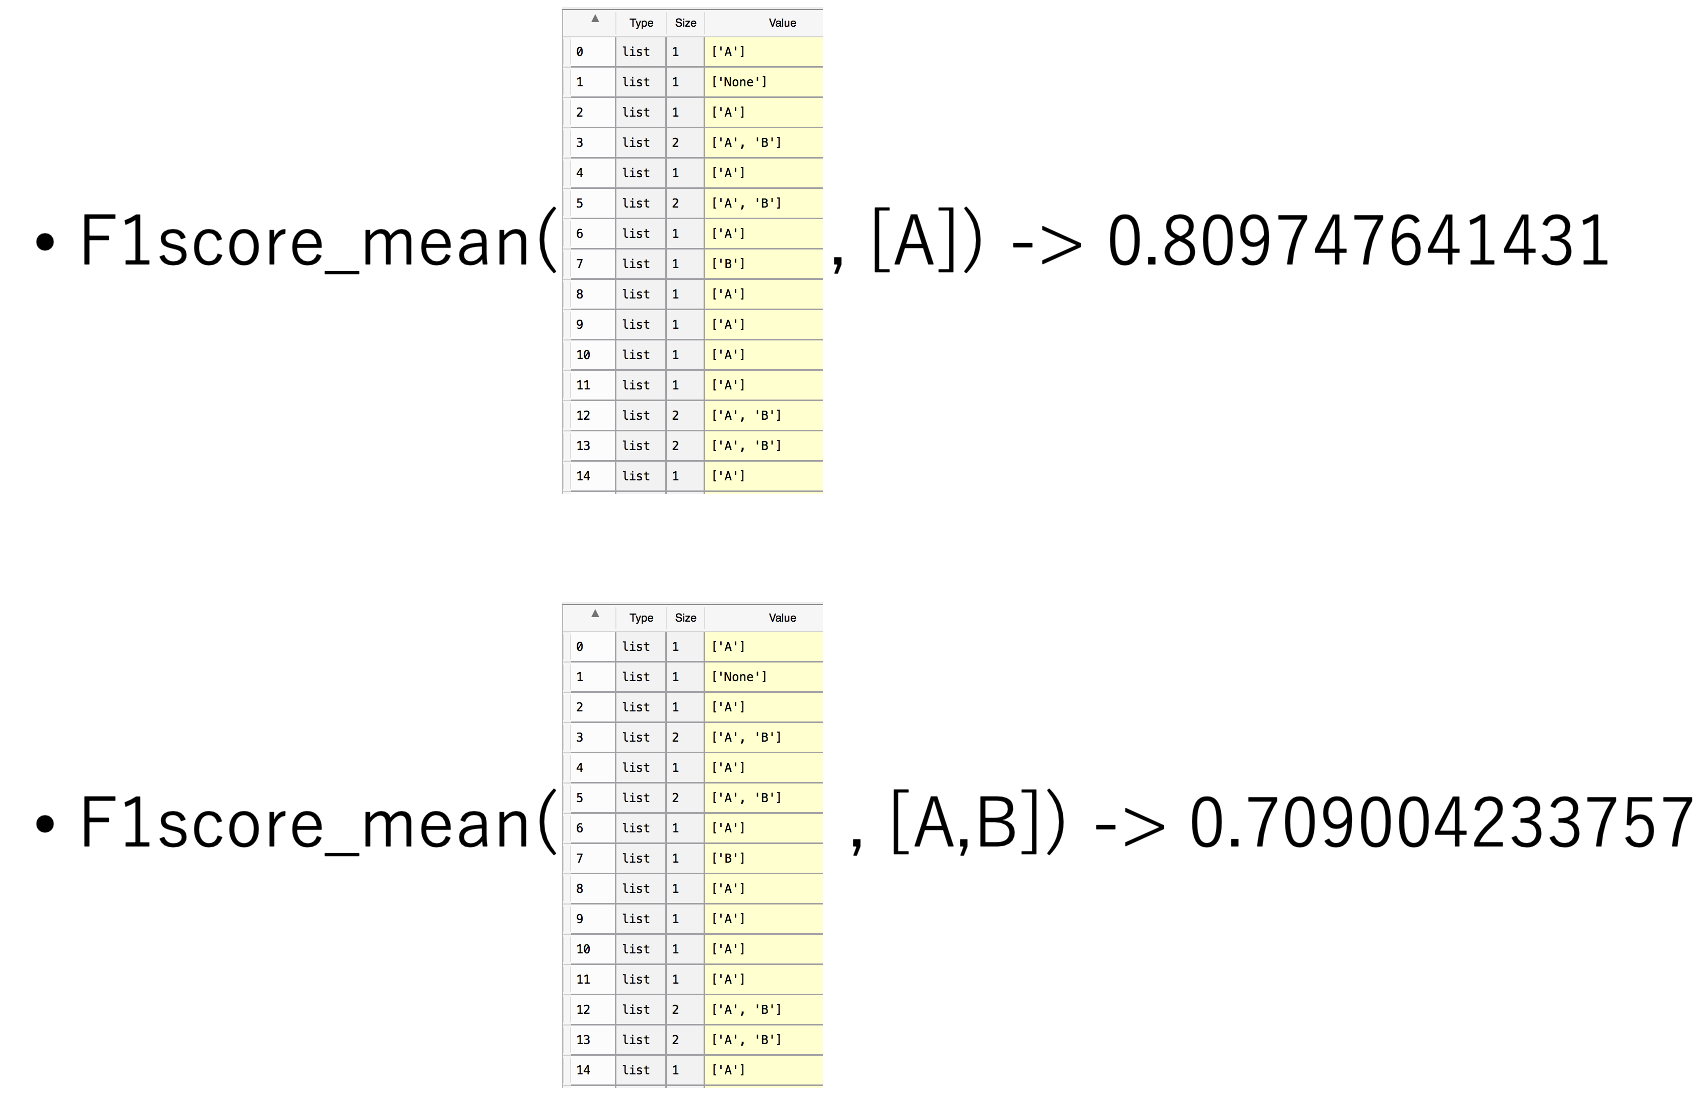 ▲ Type Size Value
0 list 1 ['A']
1 list 1 ['None']
2 list 1 ['A']
3 list 2 ['A', 'B']
4 list 1 ['A']
5 list 2 ['A', 'B']
6 list 1 ['A']
• F1score_mean( , [A]) -> 0.809747641431
7 list 1 ['B']
8 list 1 ['A']
9 list 1 ['A']
10 list 1 ['A']
11 list 1 ['A']
12 list 2 ['A', 'B']
13 list 2 ['A', 'B']
14 list 1 ['A']
▲ Type Size Value
0 list 1 ['A']
1 list 1 ['None']
2 list 1 ['A']
3 list 2 ['A', 'B']
4 list 1 ['A']
5 list 2 ['A', 'B']
6 list 1 ['A']
• F1score_mean( , [A,B]) -> 0.709004233757
7 list 1 ['B']
8 list 1 ['A']
9 list 1 ['A']
10 list 1 ['A']
11 list 1 ['A']
12 list 2 ['A', 'B']
13 list 2 ['A', 'B']
14 list 1 ['A']